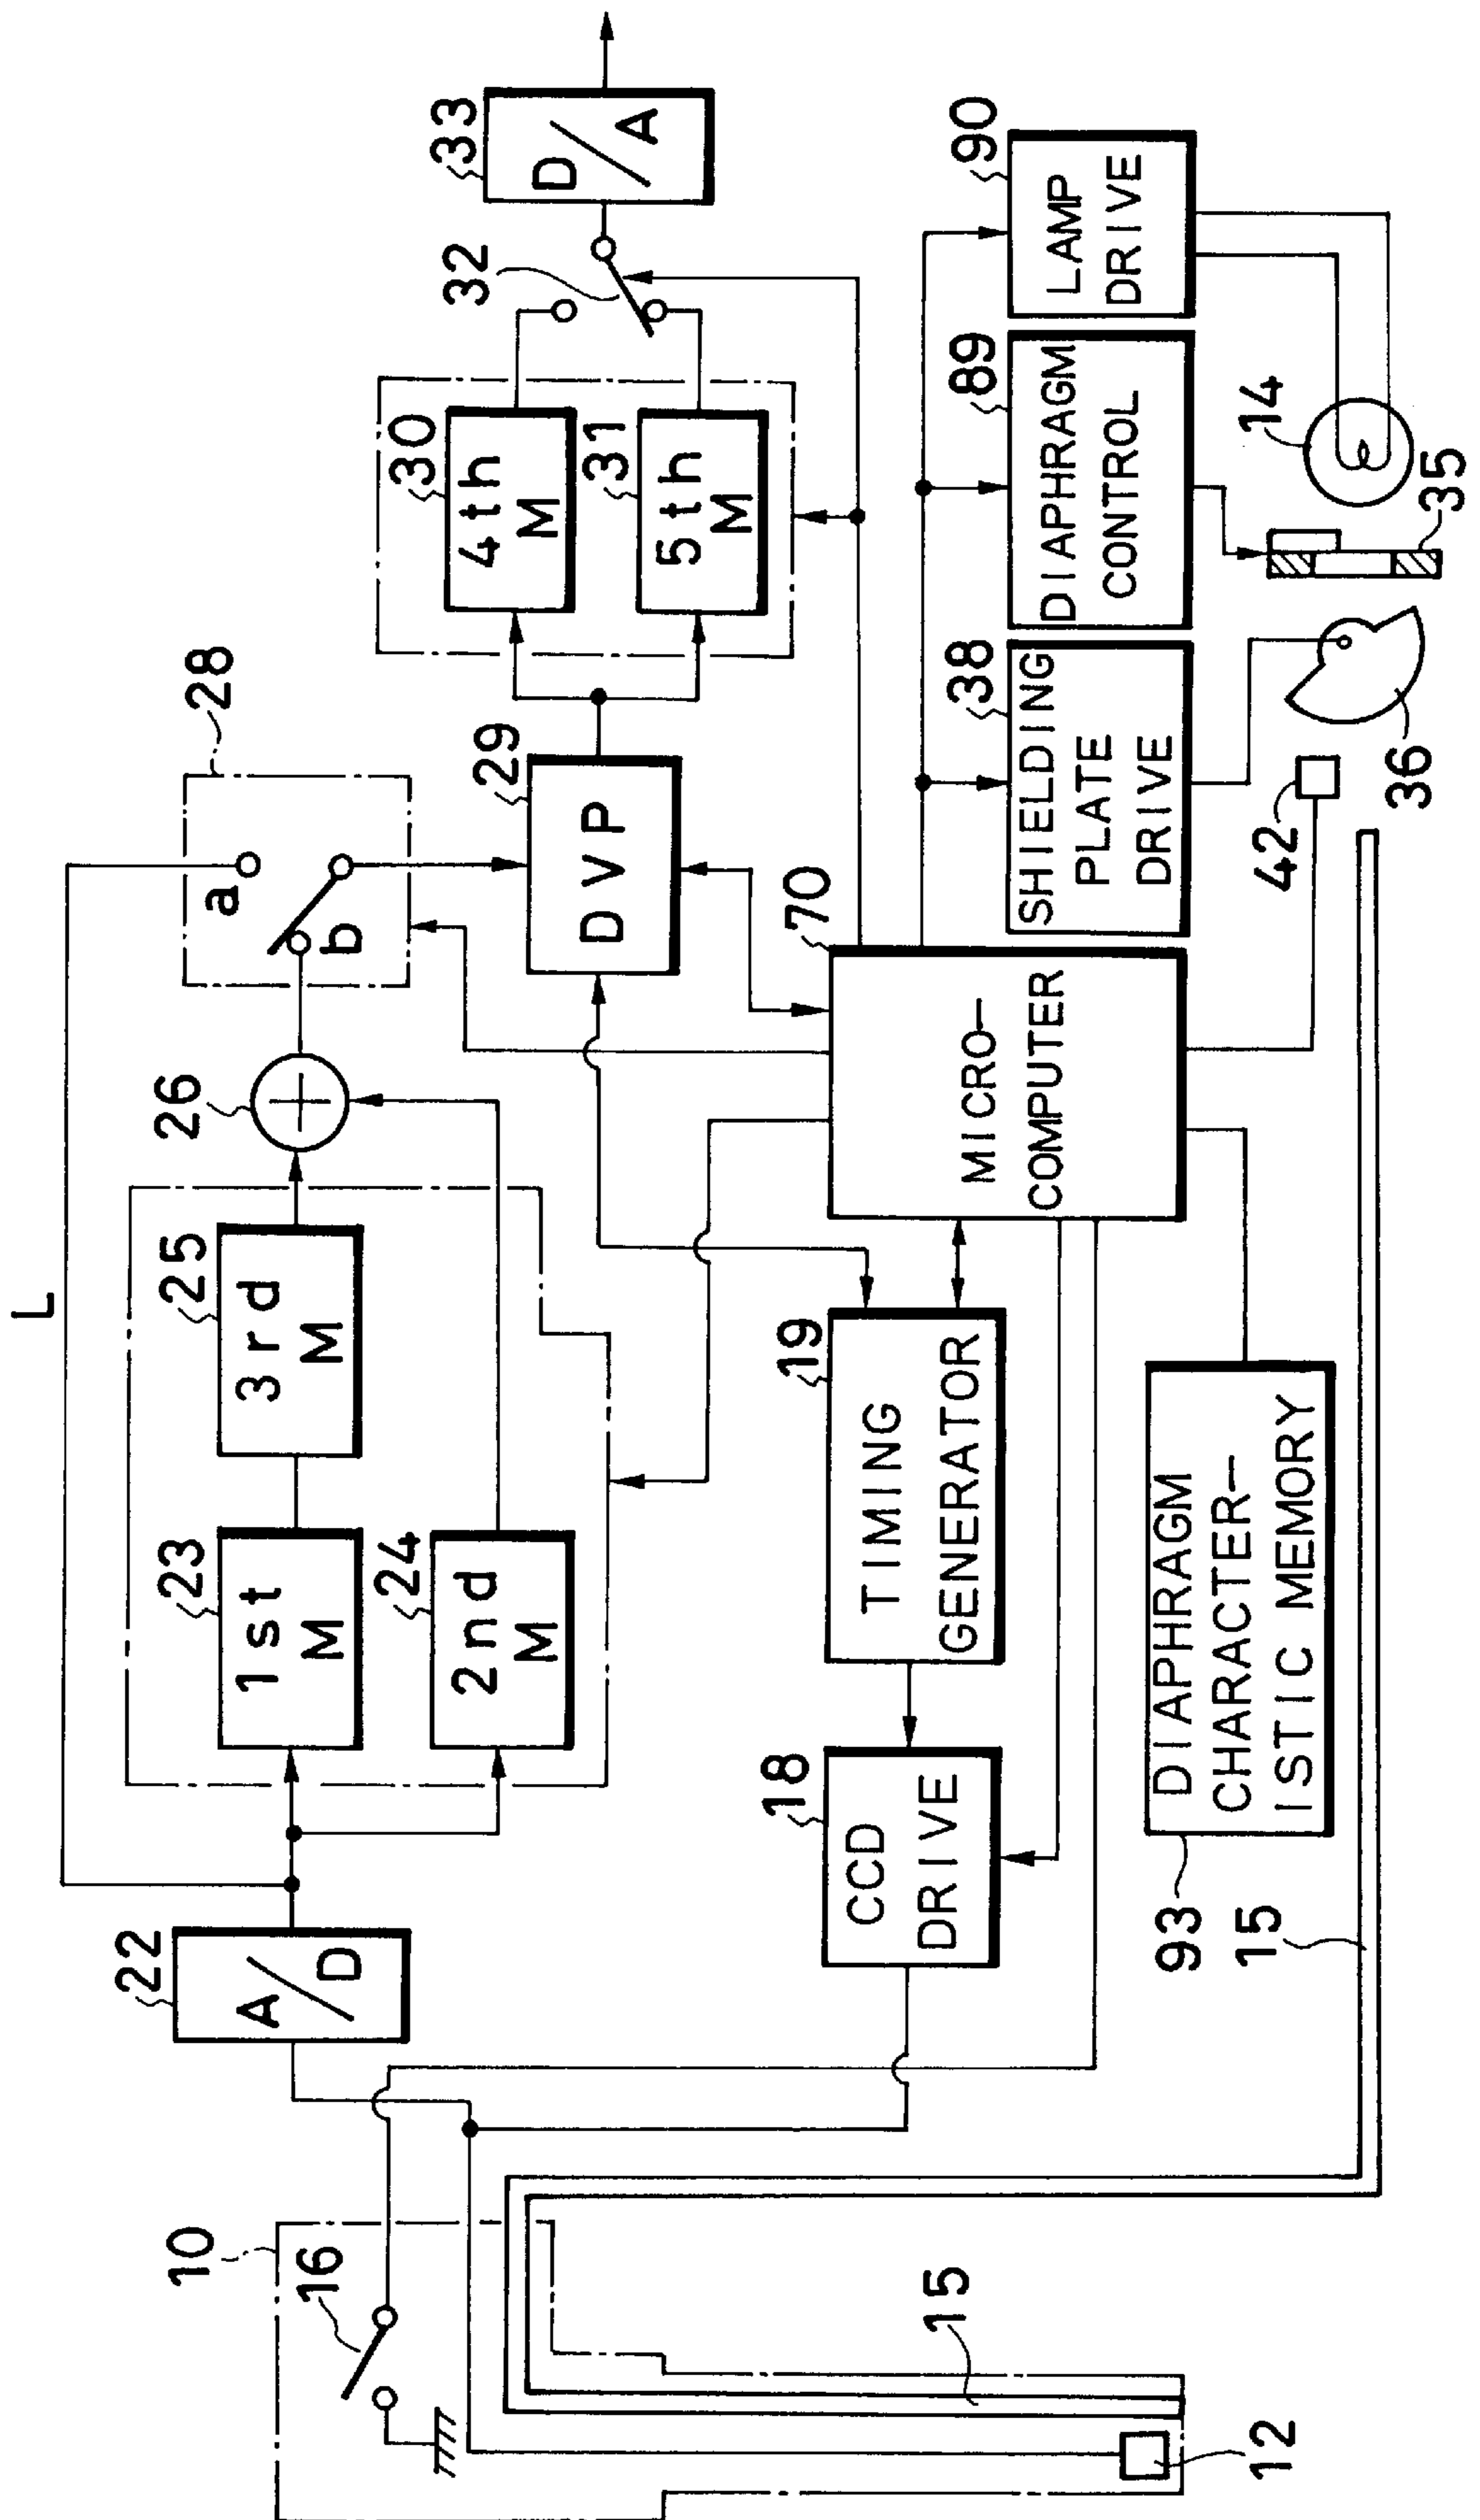 L
10
16
15
12
22
A/D
23
1st
M
24
2nd
M
25
3rd
M
26
28
a
b
29
DVP
30
4th
M
31
5th
M
32
33
D/A
18
CCD
DRIVE
19
TIMING
GENERATOR
70
MICRO-
COMPUTER
93
DIAPHRAGM
CHARACTER-
ISTIC MEMORY
15
38
SHIELDING
PLATE
DRIVE
89
DIAPHRAGM
CONTROL
90
LAMP
DRIVE
42
36
35
14